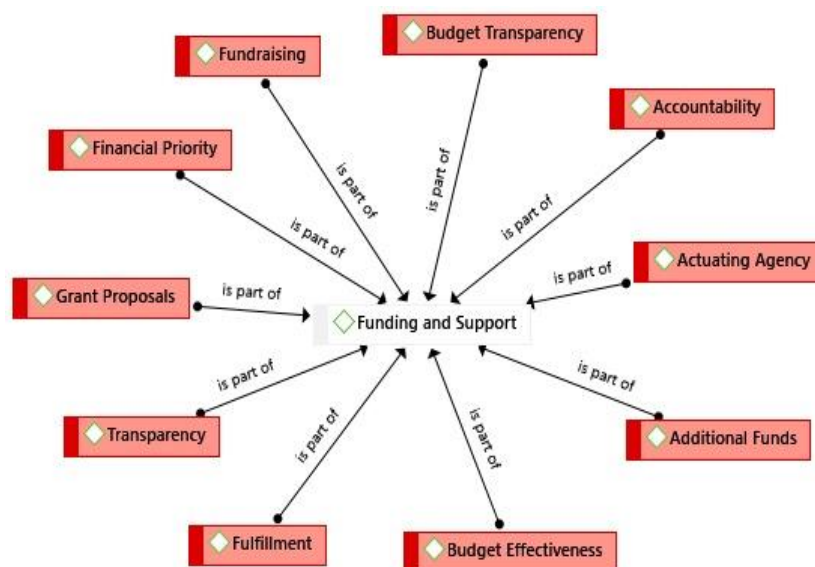 Budget Transparency
Fundraising
Accountability
Financial Priority
is part of
is part of
is part of
is part of
Actuating Agency
is part of
Grant Proposals
is part of
Funding and Support
is part of
is part of
is part of
is part of
Transparency
Additional Funds
Fulfillment
Budget Effectiveness